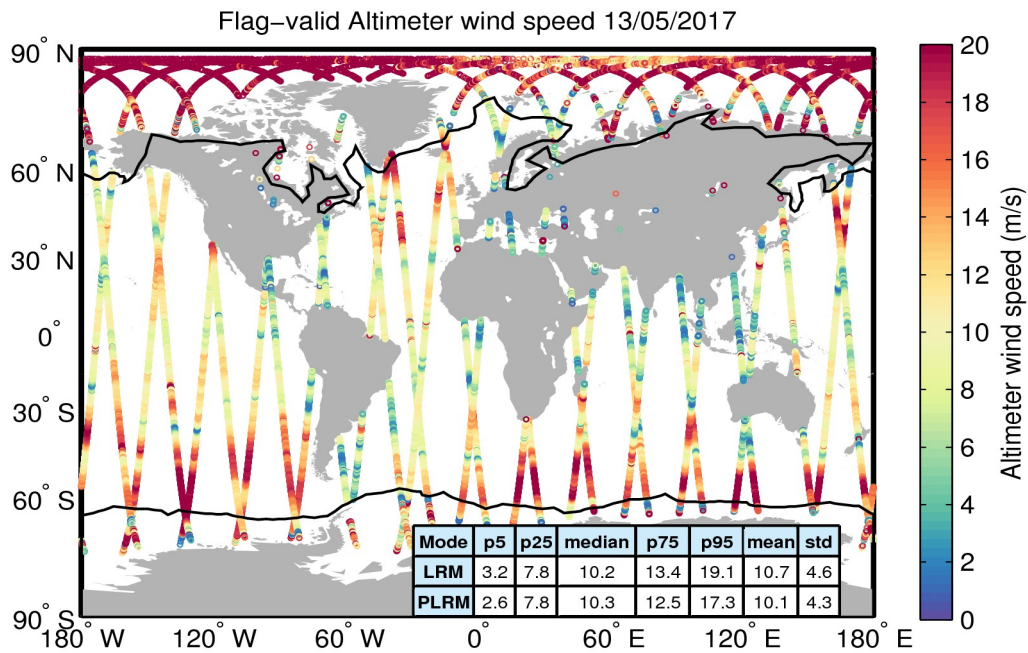 Flag−valid Altimeter wind speed 13/05/2017
90° N
60° N
30° N
0°
30° S
60° S
90° S
180° W
120° W
60° W
0°
60° E
120° E
180° E
Mode p5 p25 median p75 p95 mean std
LRM 3.2 7.8 10.2 13.4 19.1 10.7 4.6
PLRM 2.6 7.8 10.3 12.5 17.3 10.1 4.3
20
18
16
14
12
10
8
6
4
2
0
Altimeter wind speed (m/s)